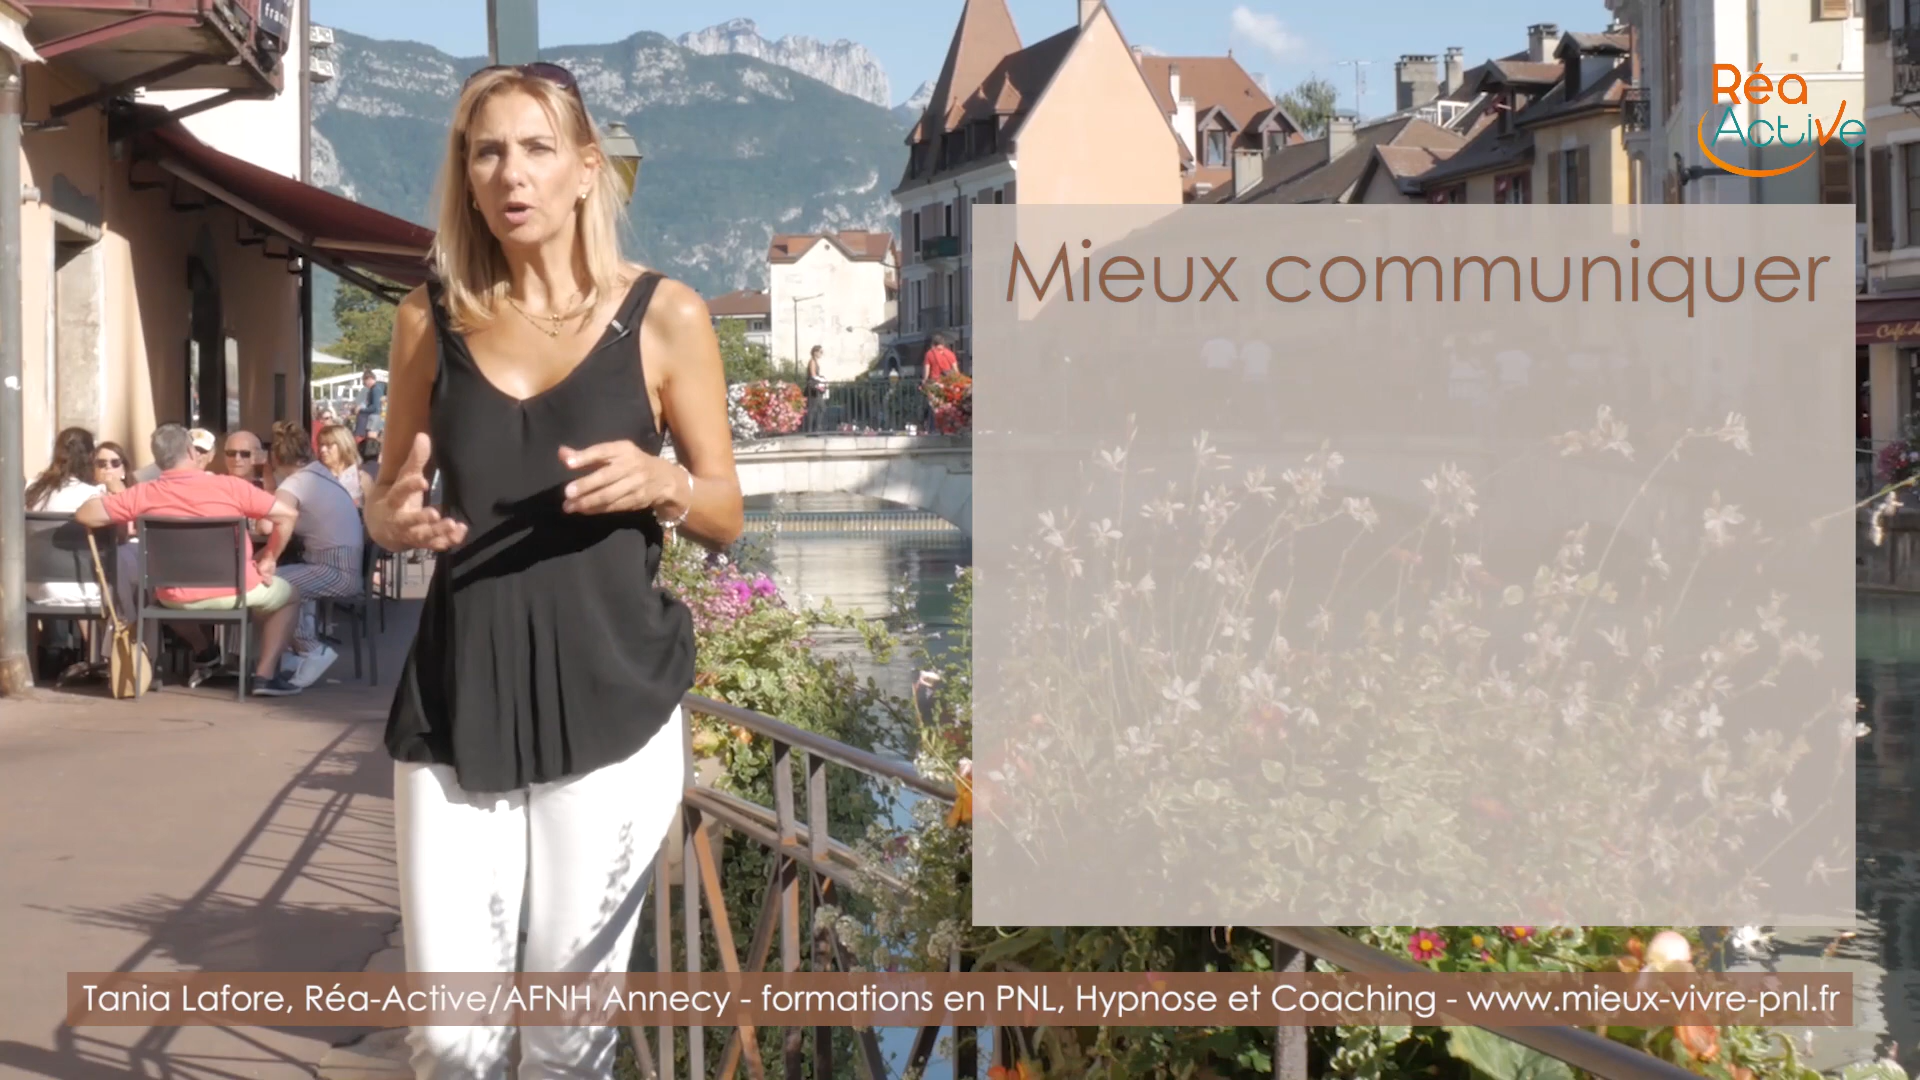 Réa
Active
Mieux communiquer
Tania Lafore, Réa-Active/AFNH Annecy - formations en PNL, Hypnose et Coaching - www.mieux-vivre-pnl.fr